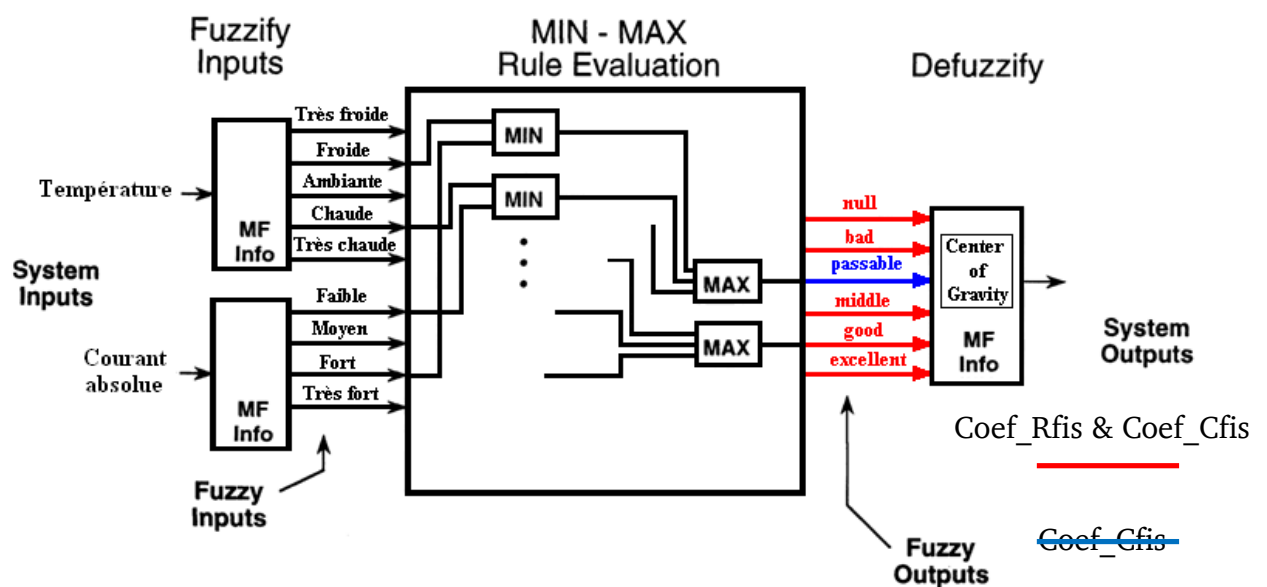 Fuzzify
Inputs
MIN - MAX
Rule Evaluation
Defuzzify
System
Inputs
Température
MF
Info
Très froide
Froide
Ambiante
Chaude
Très chaude
Courant
absolue
MF
Info
Faible
Moyen
Fort
Très fort
Fuzzy
Inputs
MIN
MIN
MAX
MAX
null
bad
passable
middle
good
excellent
Center
of
Gravity
MF
Info
System
Outputs
Coef_Rfis & Coef_Cfis
Coef_Cfis
Fuzzy
Outputs